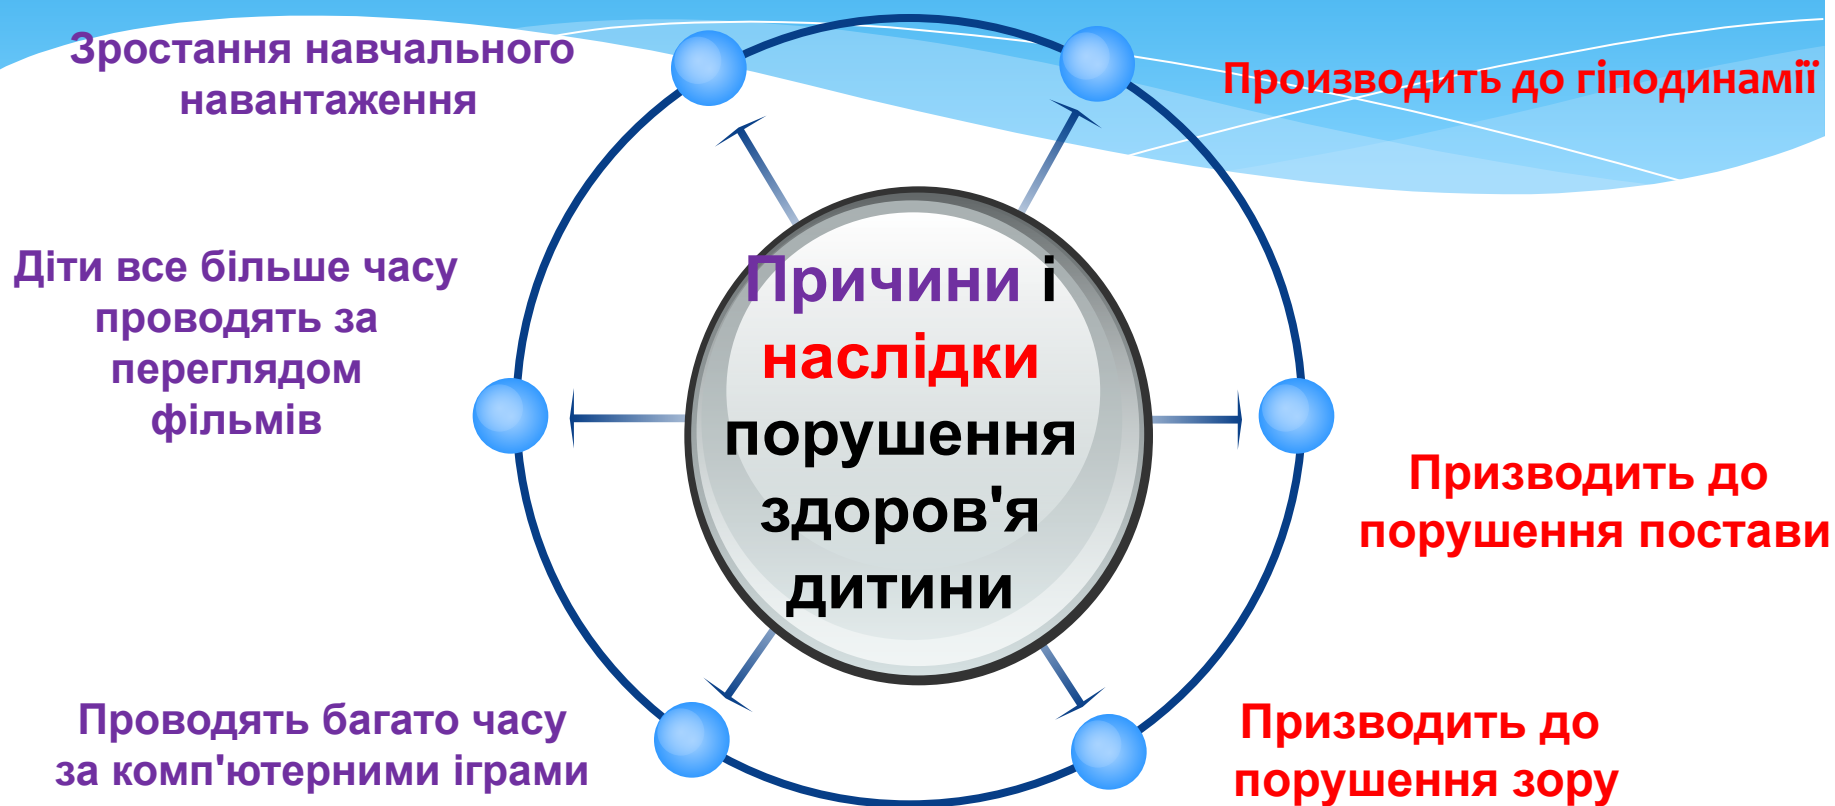 Зростання навчального
навантаження
Производить до гіподинамії
Діти все більше часу
проводять за
переглядом
фільмів
Причини і
наслідки
порушення
здоров'я
дитини
Призводить до
порушення постави
Проводять багато часу
за комп'ютерними іграми
Призводить до
порушення зору